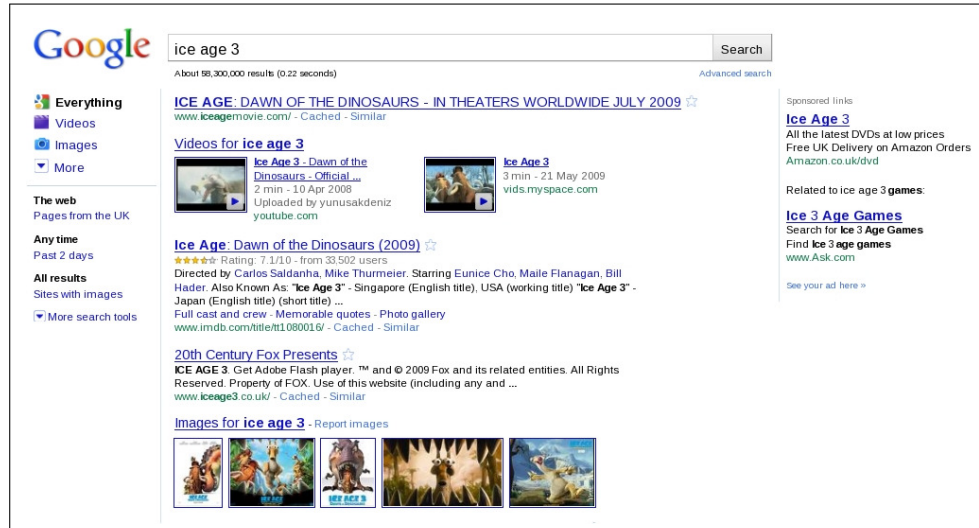 Google
ice age 3
Search
About 58,300,000 results (0.22 seconds)
Advanced search
Everything
Videos
Images
More
The web
Pages from the UK
Any time
Past 2 days
All results
Sites with images
More search tools
ICE AGE: DAWN OF THE DINOSAURS - IN THEATERS WORLDWIDE JULY 2009
www.iceagemovie.com/ - Cached - Similar
Videos for ice age 3
Ice Age 3 - Dawn of the
Dinosaurs - Official ...
2 min - 10 Apr 2008
Uploaded by yunusakdeniz
youtube.com
Ice Age 3
3 min - 21 May 2009
vids.myspace.com
Ice Age: Dawn of the Dinosaurs (2009)
Rating: 7.1/10 - from 33,502 users
Directed by Carlos Saldanha, Mike Thurmeier. Starring Eunice Cho, Maile Flanagan, Bill
Hader. Also Known As: "Ice Age 3" - Singapore (English title), USA (working title) "Ice Age 3" -
Japan (English title) (short title) ...
Full cast and crew - Memorable quotes - Photo gallery
www.imdb.com/title/tt1080016/ - Cached - Similar
20th Century Fox Presents
ICE AGE 3. Get Adobe Flash player. ™ and © 2009 Fox and its related entities. All Rights
Reserved. Property of FOX. Use of this website (including any and ...
www.iceage3.co.uk/ - Cached - Similar
Images for ice age 3 - Report images
ICE AGE
ICE AGE 3
ICE AGE 3
Sponsored links
Ice Age 3
All the latest DVDs at low prices
Free UK Delivery on Amazon Orders
Amazon.co.uk/dvd
Related to ice age 3 games:
Ice 3 Age Games
Search for Ice 3 Age Games
Find Ice 3 age games
www.Ask.com
See your ad here »